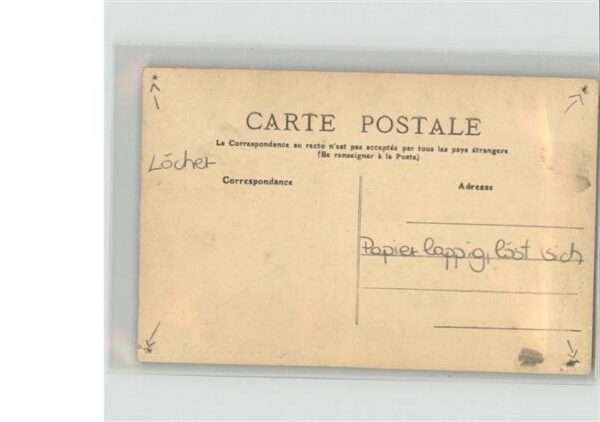 CARTE POSTALE
La Correspondance au recto n'est pas acceptée par tous les pays étrangers
(Se renseigner à la Poste)
Löcher
Correspondance
Adresse
Papier lappig, löst sich